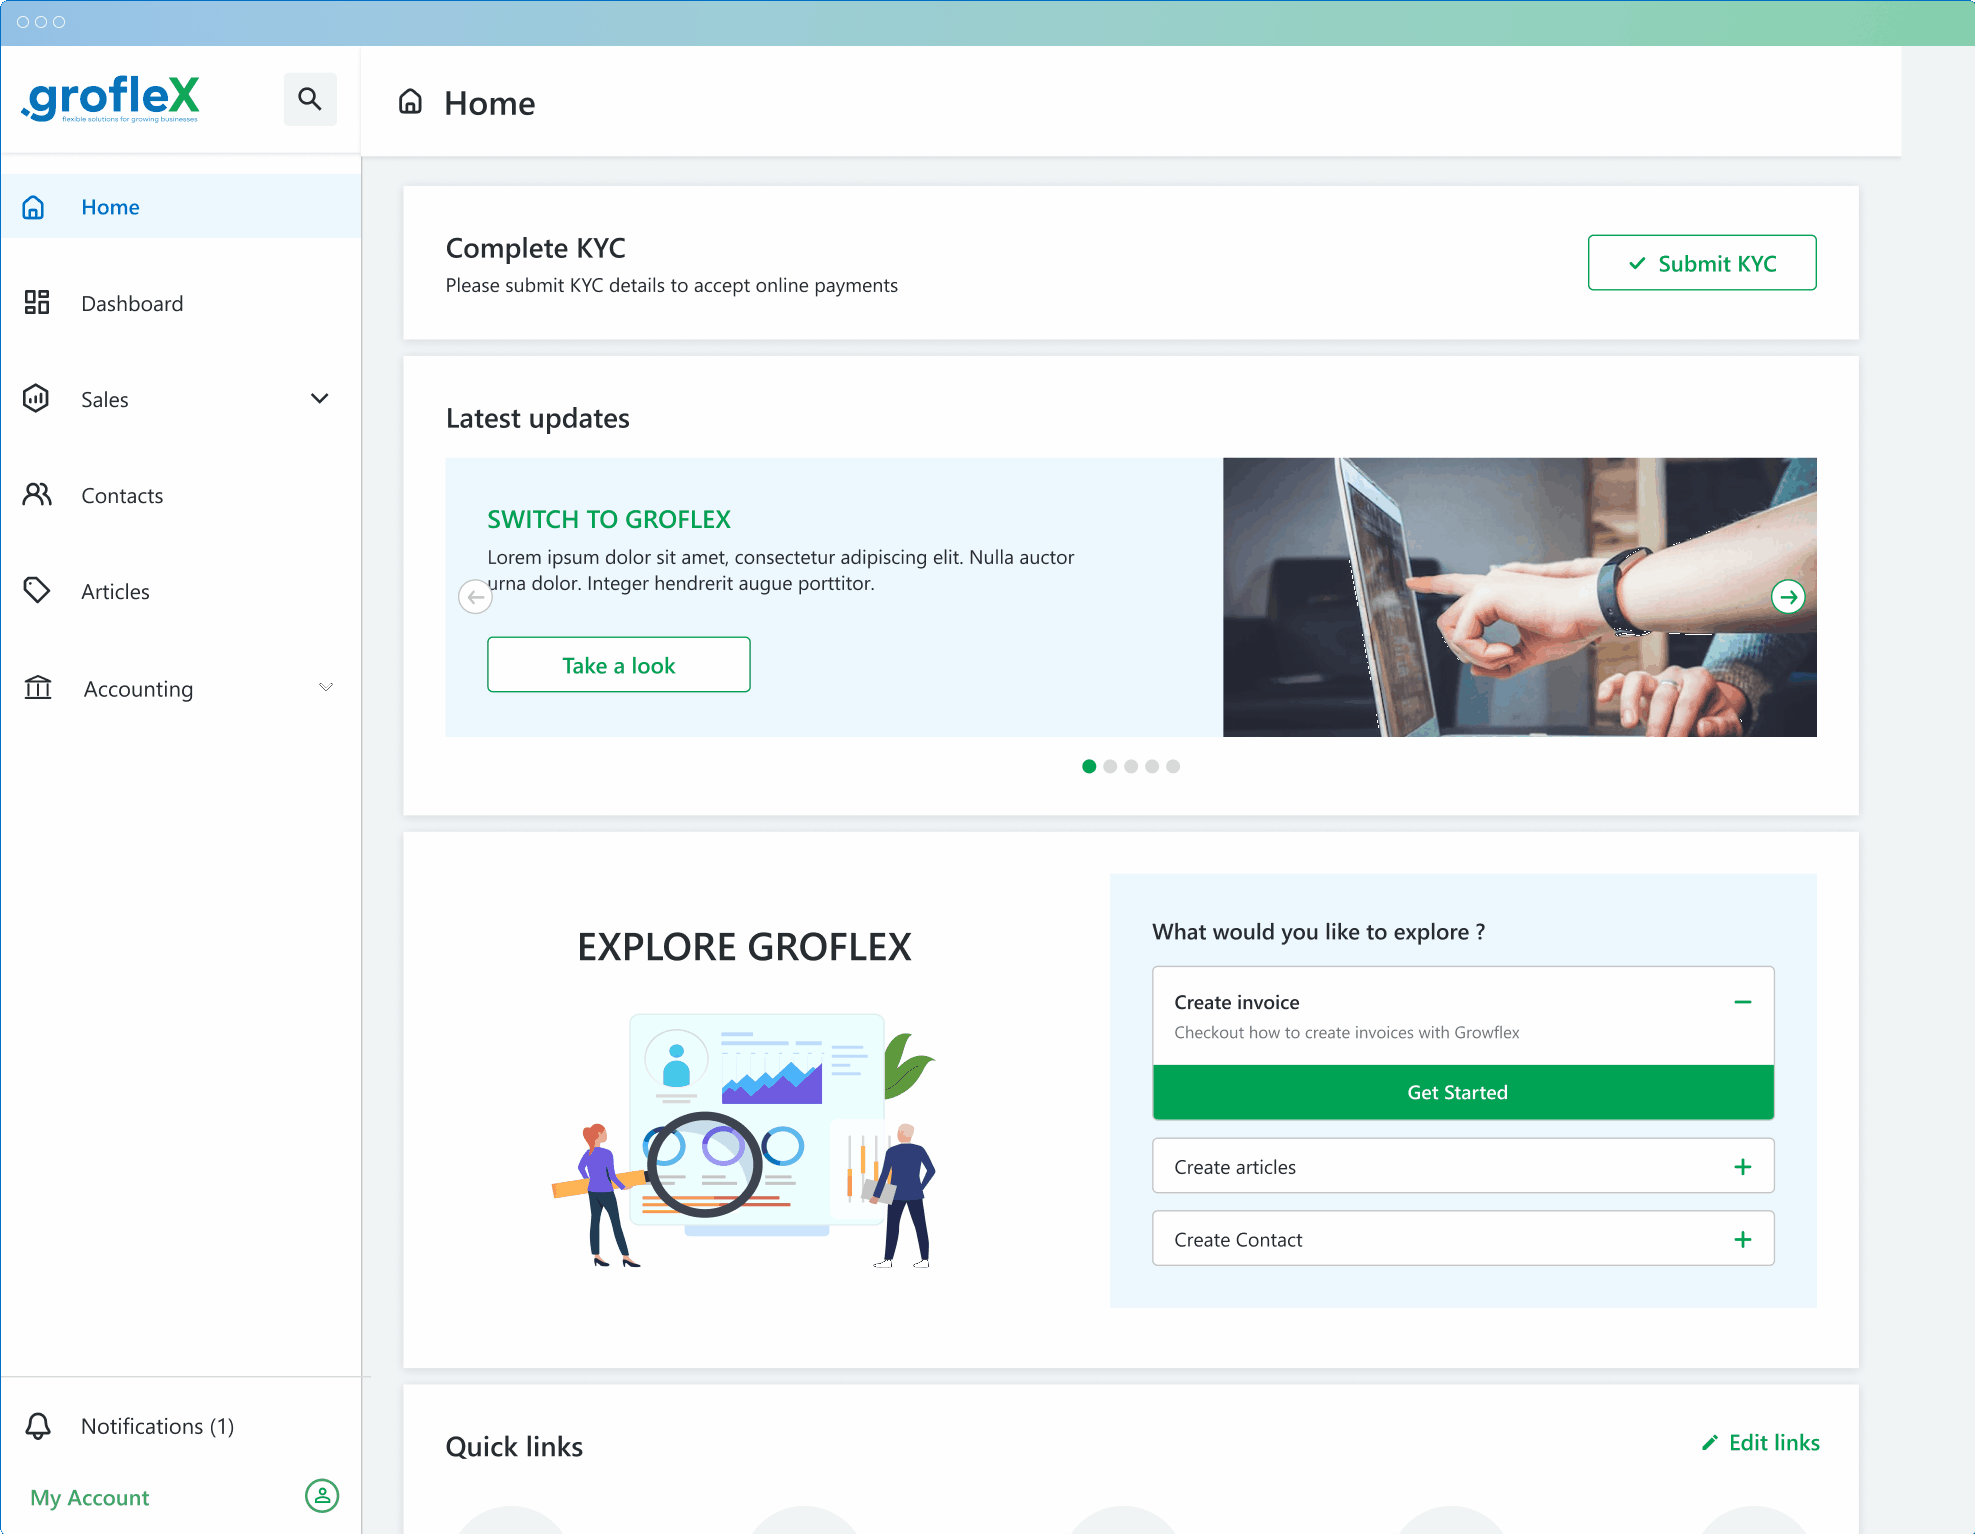 .grofleX
flexible solutions for growing businesses
Home
Home
Dashboard
Sales
Contacts
Articles
Accounting
Notifications (1)
My Account
Complete KYC
Please submit KYC details to accept online payments
Submit KYC
Latest updates
SWITCH TO GROFLEX
Lorem ipsum dolor sit amet, consectetur adipiscing elit. Nulla auctor
urna dolor. Integer hendrerit augue porttitor.
Take a look
EXPLORE GROFLEX
What would you like to explore ?
Create invoice
Checkout how to create invoices with Growflex
Get Started
Create articles
Create Contact
Quick links
Edit links